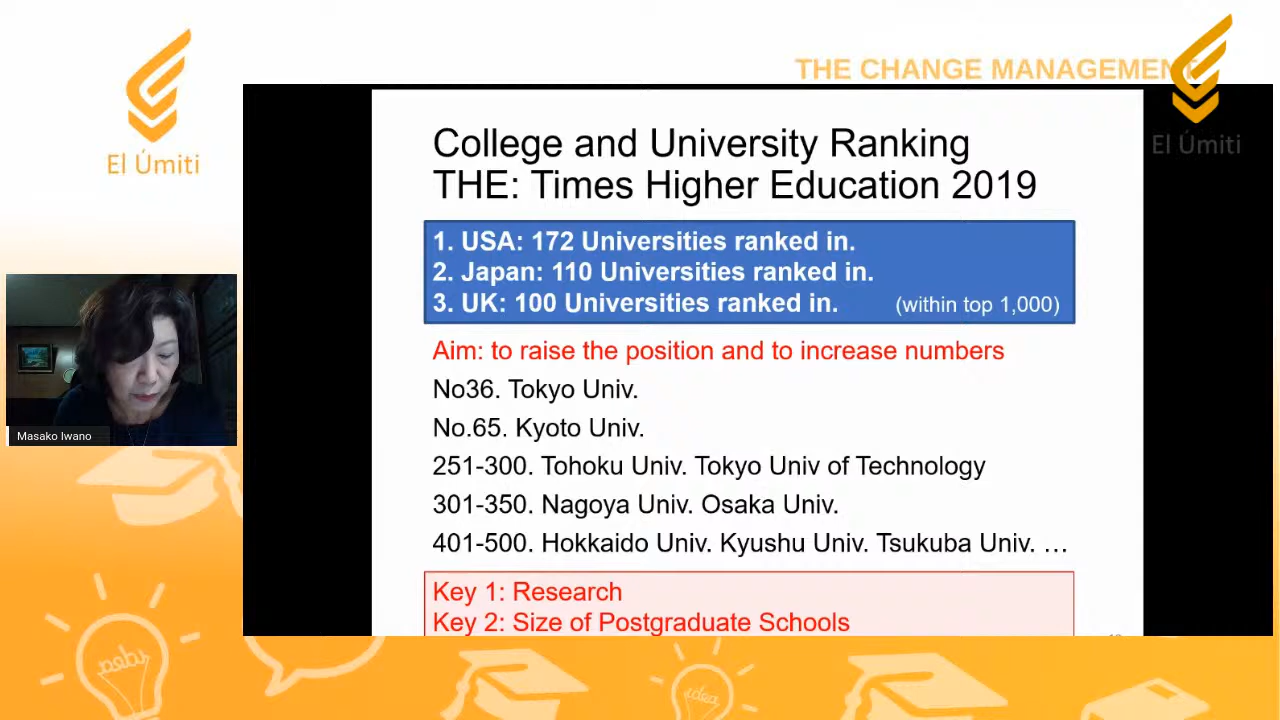 THE CHANGE MANAGEMENT
El Úmiti
El Úmiti
College and University Ranking
THE: Times Higher Education 2019
1. USA: 172 Universities ranked in.
2. Japan: 110 Universities ranked in.
3. UK: 100 Universities ranked in. (within top 1,000)
Aim: to raise the position and to increase numbers
No36. Tokyo Univ.
No.65. Kyoto Univ.
251-300. Tohoku Univ. Tokyo Univ of Technology
301-350. Nagoya Univ. Osaka Univ.
401-500. Hokkaido Univ. Kyushu Univ. Tsukuba Univ. …
Key 1: Research
Key 2: Size of Postgraduate Schools
Masako Iwano
idea
idea